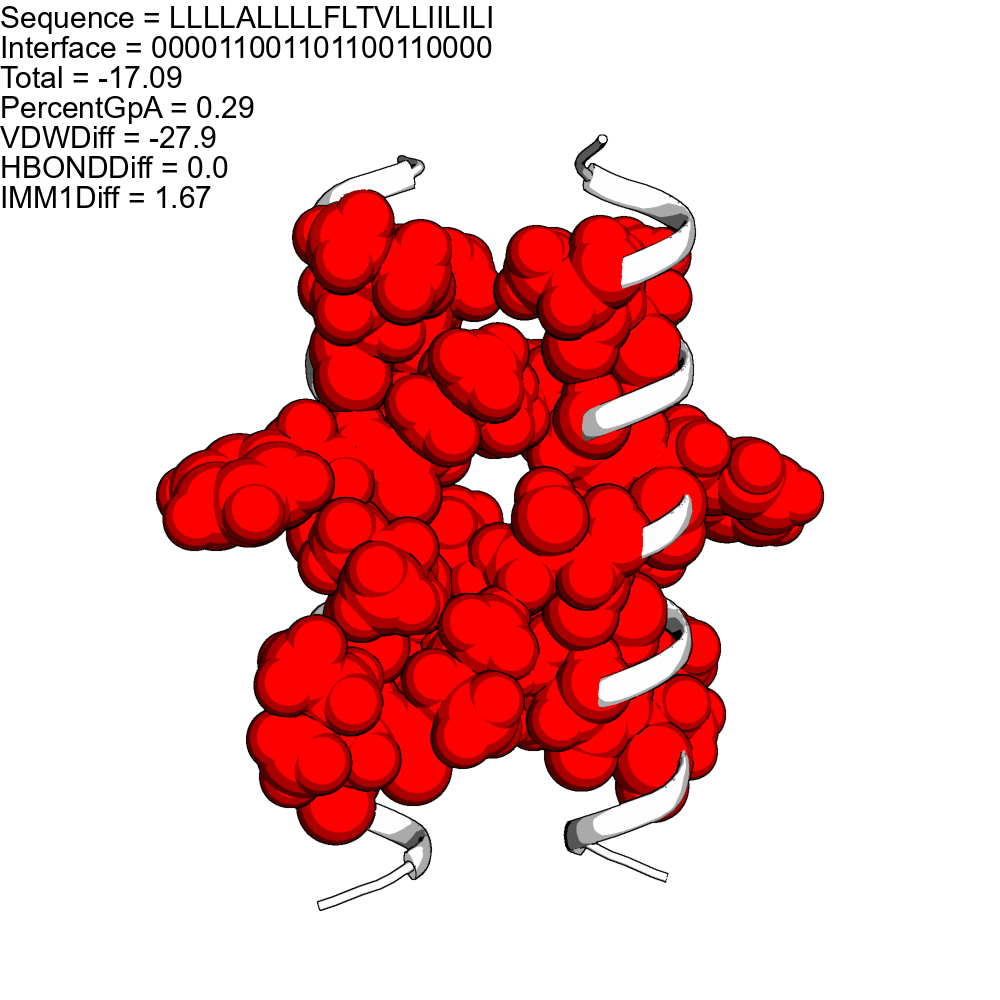 Sequence = LLLLALLLLFLTVLLIILILI
Interface = 000011001101100110000
Total = -17.09
PercentGpA = 0.29
VDWDiff = -27.9
HBONDDiff = 0.0
IMM1Diff = 1.67